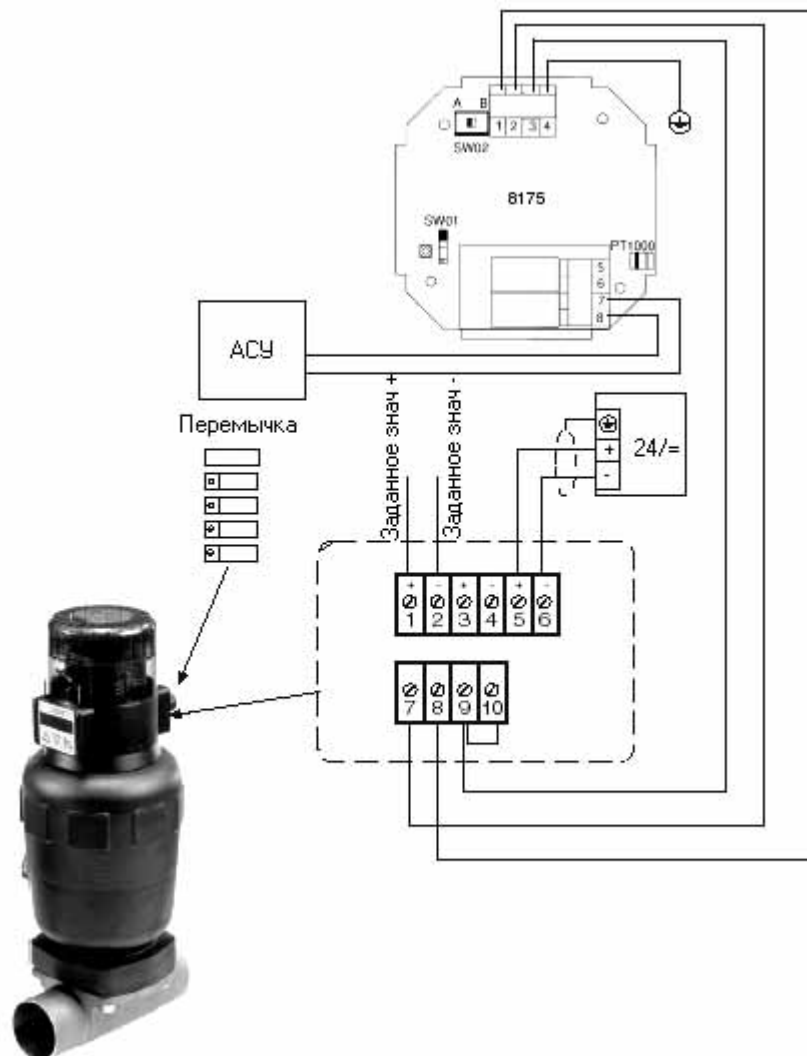 A B
1 2 3 4
SW02
8175
SW01
PT1000
5
6
7
8
АСУ
Заданное знач +
Заданное знач -
Перемычка
+
-
24/=
+ - + - + -
1 2 3 4 5 6
7 8 9 10